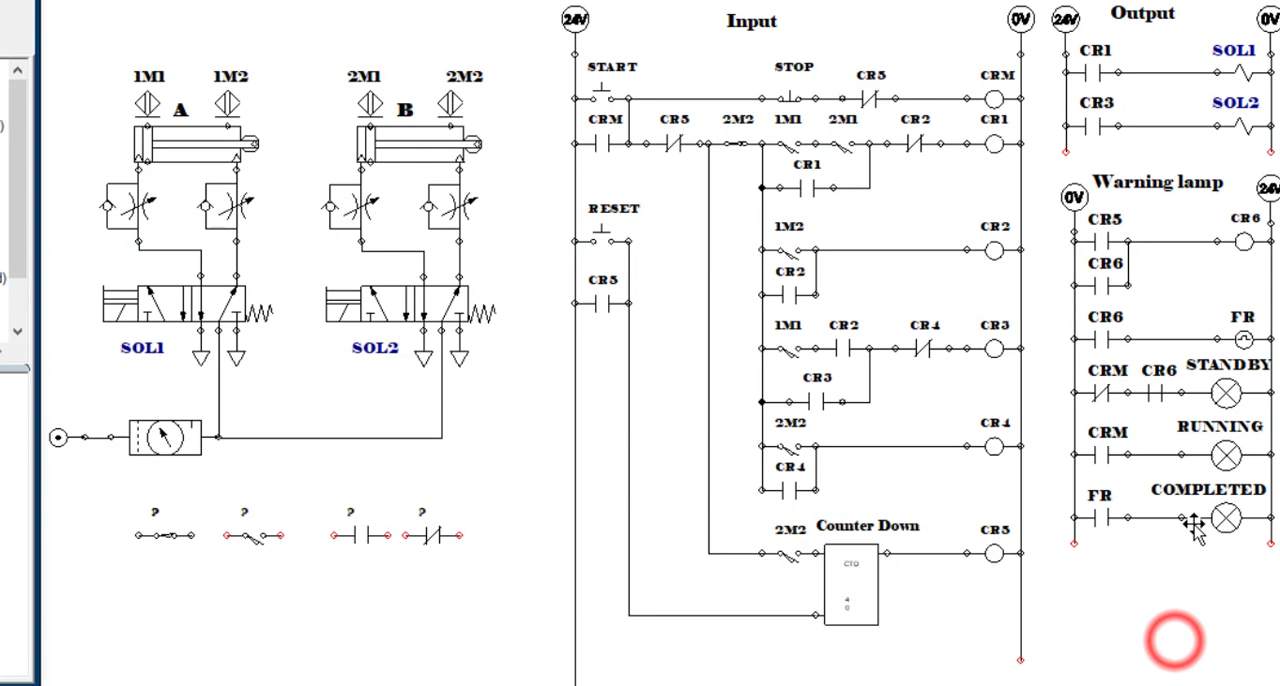 24V Input 0V 24V Output 0V
1M1 1M2 2M1 2M2
A B
START STOP CR5 CRM CR1 SOL1
CRM CR5 2M2 1M1 2M1 CR2 CR1 CR3 SOL2
CR1
RESET 1M2 CR2
CR5 CR2
1M1 CR2 CR4 CR3
CR3
2M2 CR4
CR4
2M2 Counter Down CR5
CTD
4
0
SOL1 SOL2
? ? ? ?
Warning lamp
0V 24V
CR5 CR6
CR6
CR6 FR
CRM CR6 STANDBY
CRM RUNNING
FR COMPLETED
)
d)